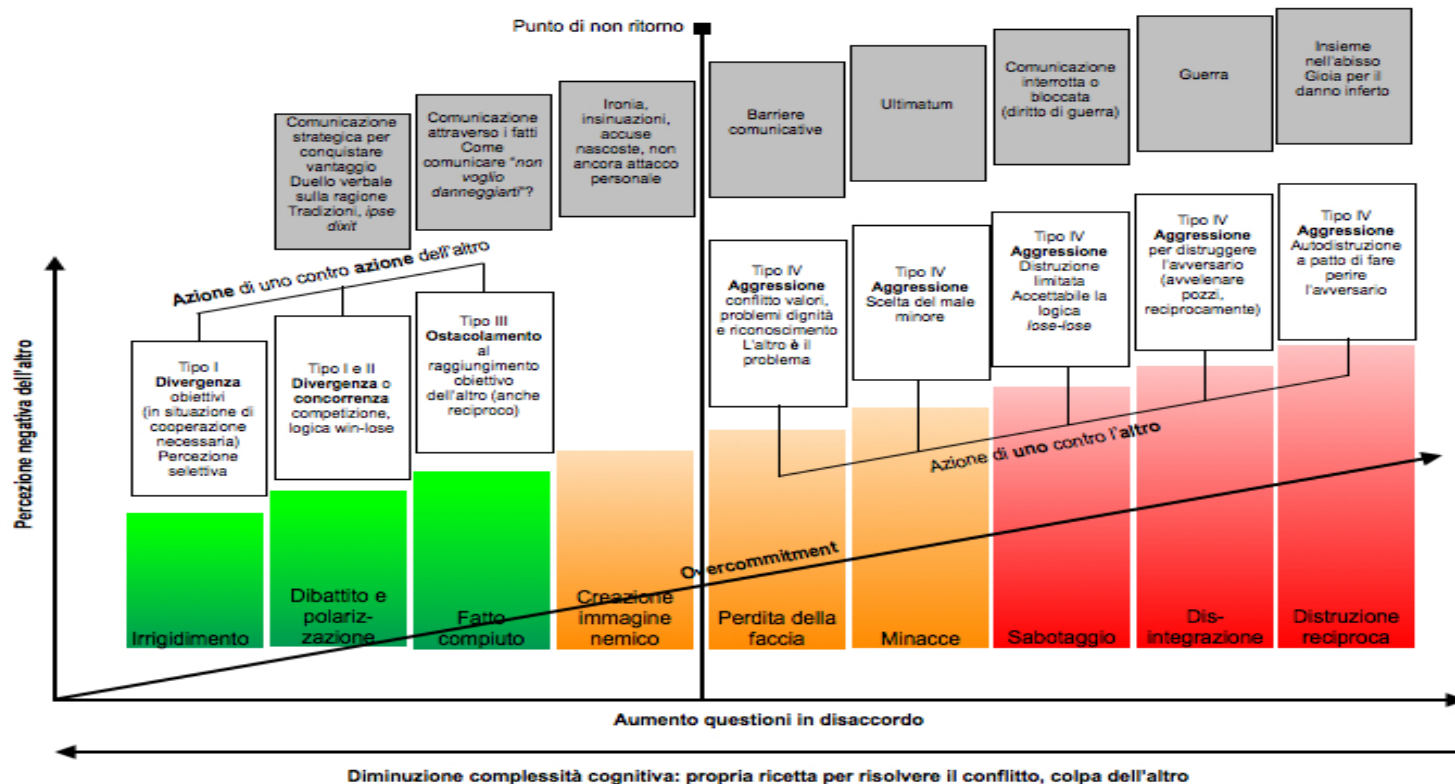 Punto di non ritorno
Comunicazione
strategica per
conquistare
vantaggio
Duello verbale
sulla ragione
Tradizioni, ipse
dixit
Comunicazione
attraverso i fatti
Come
comunicare "non
voglio
danneggiarti"?
Ironia,
insinuazioni,
accuse
nascoste, non
ancora attacco
personale
Barriere
comunicative
Ultimatum
Comunicazione
interrotta o
bloccata
(diritto di guerra)
Guerra
Insieme
nell'abisso
Gioia per il
danno inferto
Azione di uno contro azione dell'altro
Tipo I
Divergenza
obiettivi
(in situazione di
cooperazione
necessaria)
Percezione
selettiva
Tipo I e II
Divergenza o
concorrenza
competizione,
logica win-lose
Tipo III
Ostacolamento
al
raggiungimento
obiettivo
dell'altro (anche
reciproco)
Tipo IV
Aggressione
conflitto valori,
problemi dignità
e riconoscimento
L'altro è il
problema
Tipo IV
Aggressione
Scelta del male
minore
Tipo IV
Aggressione
Distruzione
limitata
Accettabile la
logica
lose-lose
Tipo IV
Aggressione
per distruggere
l'avversario
(avvelenare
pozzi,
reciprocamente)
Tipo IV
Aggressione
Autodistruzione
a patto di fare
perire
l'avversario
Azione di uno contro l'altro
Percezione negativa dell'altro
Overcommitment
Irrigidimento
Dibattito e
polariz-
zazione
Fatto
compiuto
Creazione
immagine
nemico
Perdita della
faccia
Minacce
Sabotaggio
Dis-
integrazione
Distruzione
reciproca
Aumento questioni in disaccordo
Diminuzione complessità cognitiva: propria ricetta per risolvere il conflitto, colpa dell'altro